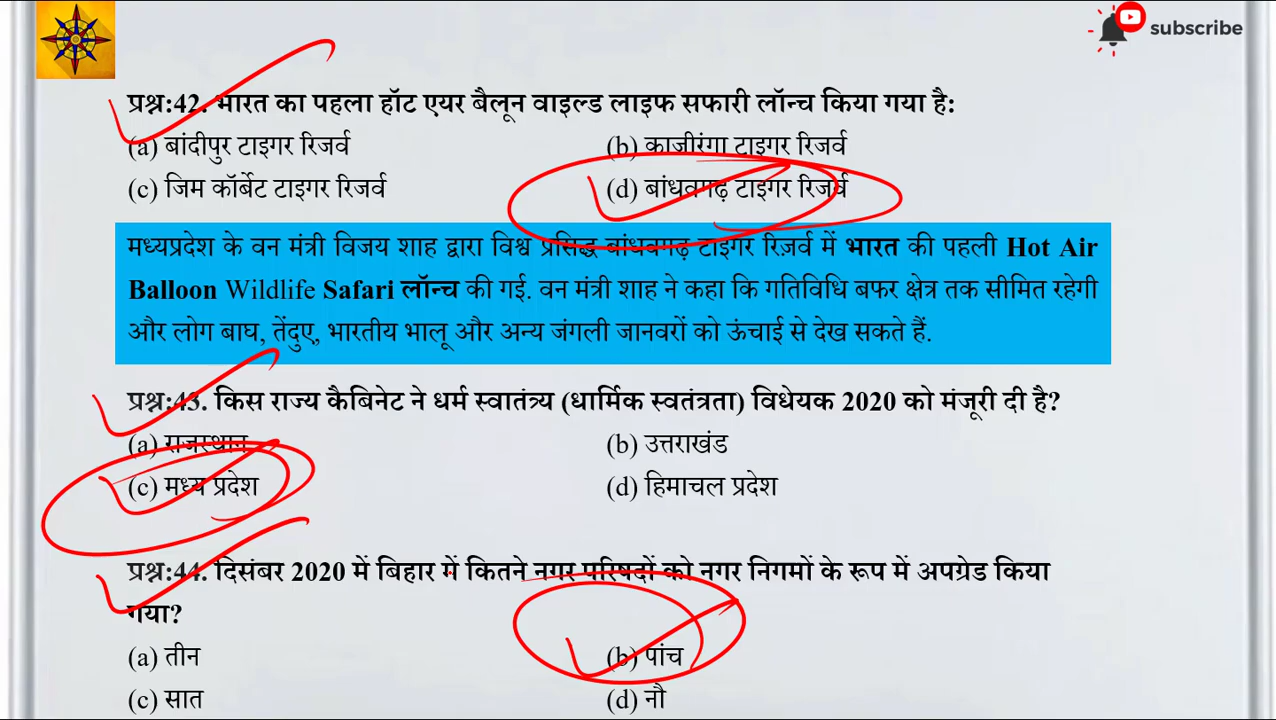 subscribe
प्रश्न:42. भारत का पहला हॉट एयर बैलून वाइल्ड लाइफ सफारी लॉन्च किया गया है:
(a) बांदीपुर टाइगर रिजर्व (b) काजीरंगा टाइगर रिजर्व
(c) जिम कॉर्बेट टाइगर रिजर्व (d) बांधवगढ़ टाइगर रिजर्व
मध्यप्रदेश के वन मंत्री विजय शाह द्वारा विश्व प्रसिद्ध बांधवगढ़ टाइगर रिज़र्व में भारत की पहली Hot Air
Balloon Wildlife Safari लॉन्च की गई. वन मंत्री शाह ने कहा कि गतिविधि बफर क्षेत्र तक सीमित रहेगी
और लोग बाघ, तेंदुए, भारतीय भालू और अन्य जंगली जानवरों को ऊंचाई से देख सकते हैं.
प्रश्न:43. किस राज्य कैबिनेट ने धर्म स्वातंत्र्य (धार्मिक स्वतंत्रता) विधेयक 2020 को मंजूरी दी है?
(a) राजस्थान (b) उत्तराखंड
(c) मध्य प्रदेश (d) हिमाचल प्रदेश
प्रश्न:44. दिसंबर 2020 में बिहार में कितने नगर परिषदों को नगर निगमों के रूप में अपग्रेड किया
गया?
(a) तीन (b) पांच
(c) सात (d) नौ